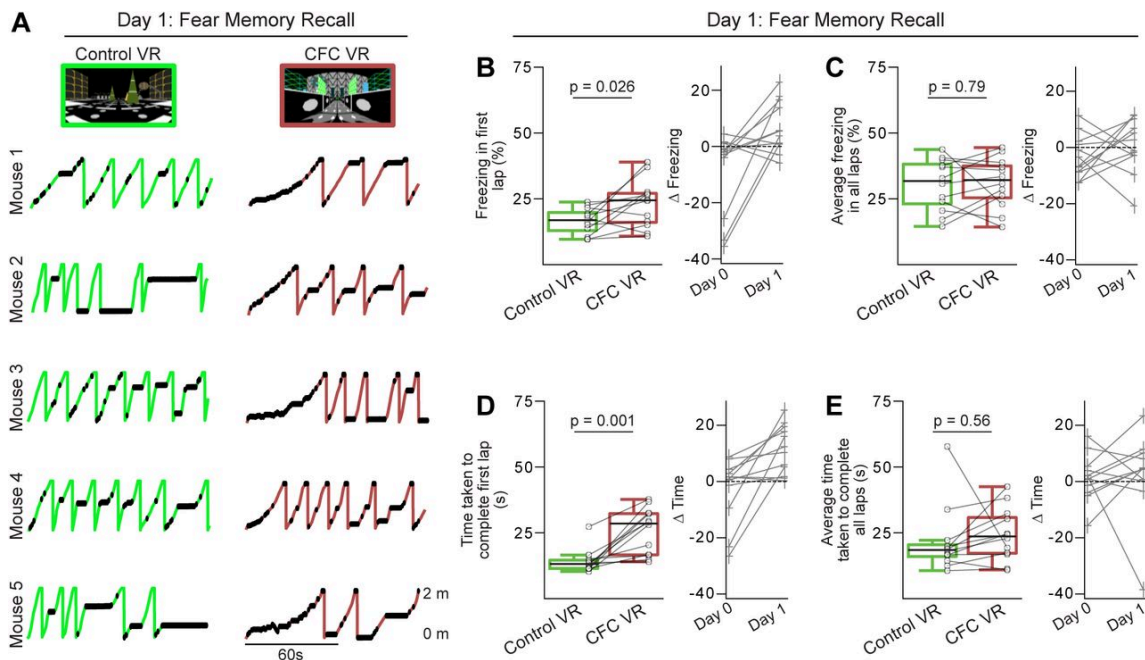 A
Day 1: Fear Memory Recall
Control VR
CFC VR
Mouse 1
Mouse 2
Mouse 3
Mouse 4
Mouse 5
2 m
0 m
60s
Day 1: Fear Memory Recall
B
75
50
25
Freezing in first
lap (%)
p = 0.026
Control VR
CFC VR
20
0
-20
-40
Δ Freezing
Day 0
Day 1
C
75
50
25
Average freezing
in all laps (%)
p = 0.79
Control VR
CFC VR
20
0
-20
-40
Δ Freezing
Day 0
Day 1
D
75
50
25
Time taken to
complete first lap
(s)
p = 0.001
Control VR
CFC VR
20
0
-20
-40
Δ Time
Day 0
Day 1
E
75
50
25
Average time
taken to complete
all laps (s)
p = 0.56
Control VR
CFC VR
20
0
-20
-40
Δ Time
Day 0
Day 1